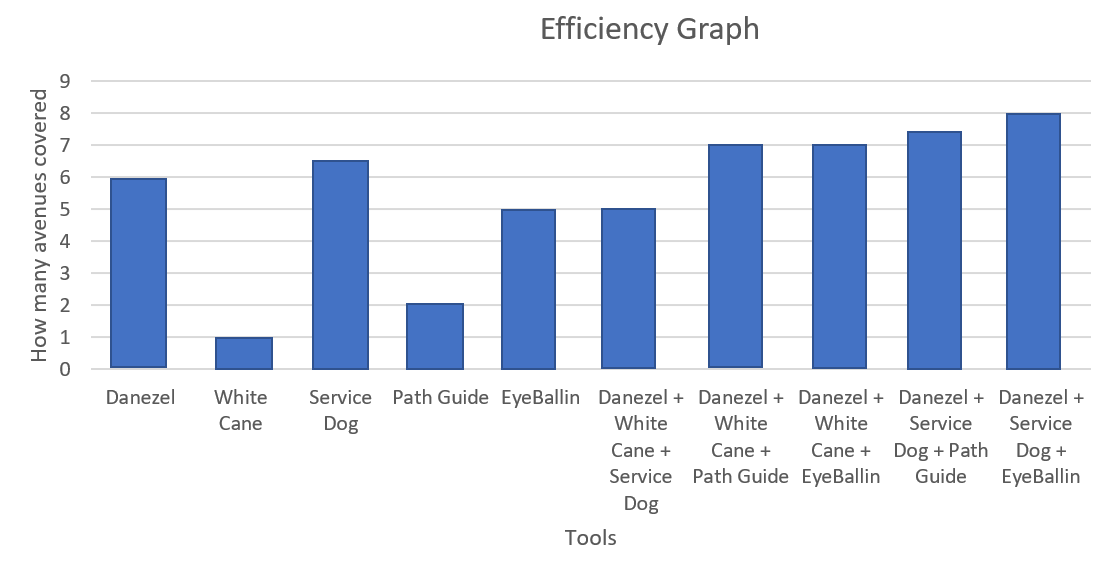 Efficiency Graph
How many avenues covered
9
8
7
6
5
4
3
2
1
0
Danezel
White
Cane
Service
Dog
Path Guide
EyeBallin
Danezel +
White
Cane +
Service
Dog
Danezel +
White
Cane +
Path Guide
Danezel +
White
Cane +
EyeBallin
Danezel +
Service
Dog + Path
Guide
Danezel +
Service
Dog +
EyeBallin
Tools